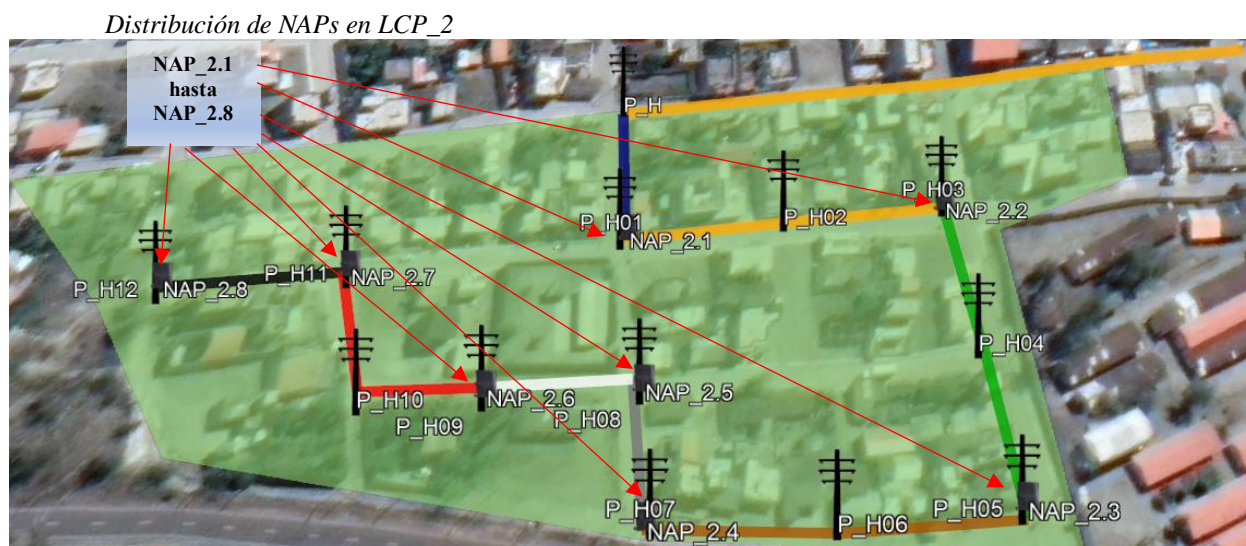 Distribución de NAPs en LCP_2
NAP_2.1
hasta
NAP_2.8
P_H
P_H03
NAP_2.2
P_H01
P_H02
NAP_2.1
P_H11
NAP_2.7
P_H12
NAP_2.8
P_H04
P_H10
NAP_2.6
NAP_2.5
P_H09
P_H08
P_H07
P_H05
NAP_2.3
NAP_2.4
P_H06